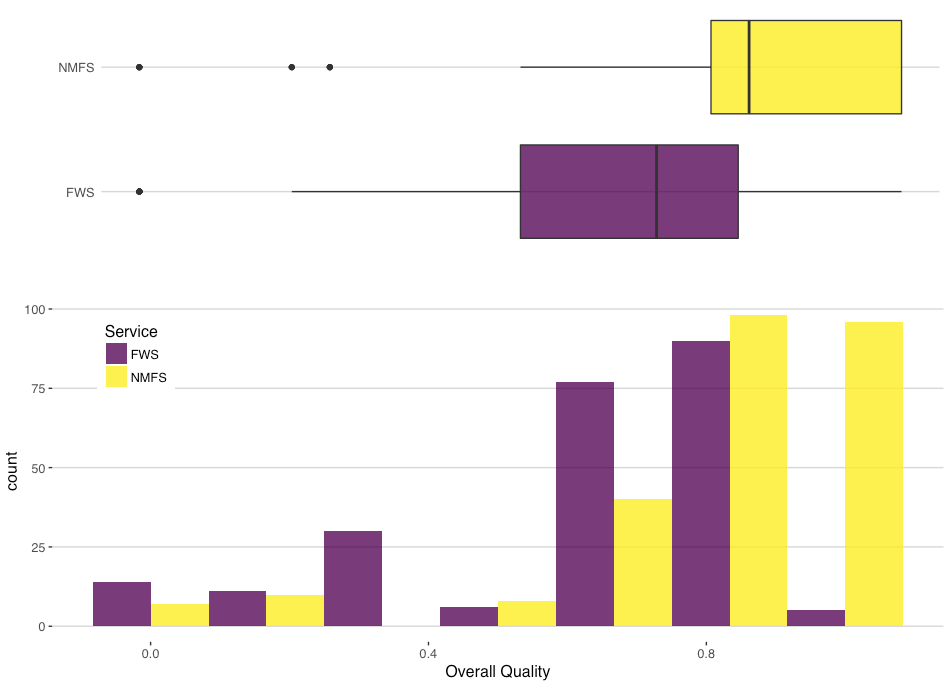 NMFS
FWS
100
75
50
25
0
count
Service
FWS
NMFS
0.0
0.4
0.8
Overall Quality